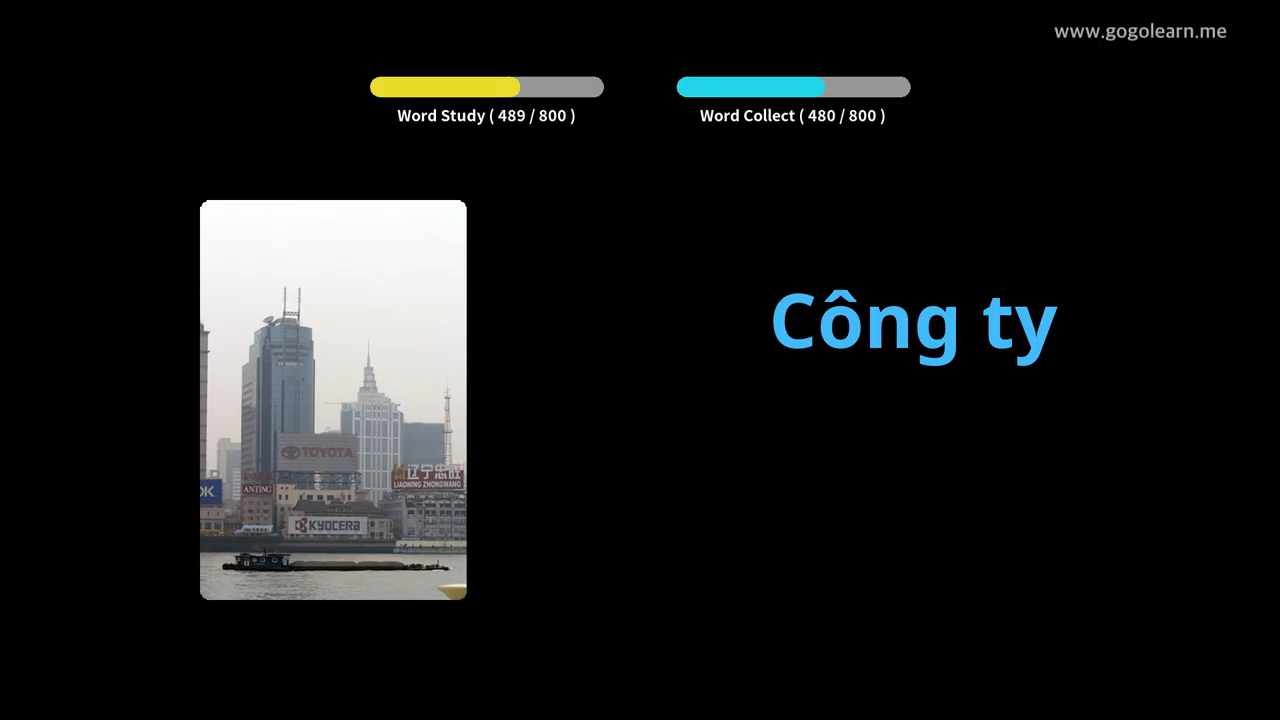 www.gogolearn.me
Word Study ( 489 / 800 )
Word Collect ( 480 / 800 )
Công ty
TOYOTA
辽宁忠旺
LIAONING ZHONGWANG
OK
ANTING
KYOCERA